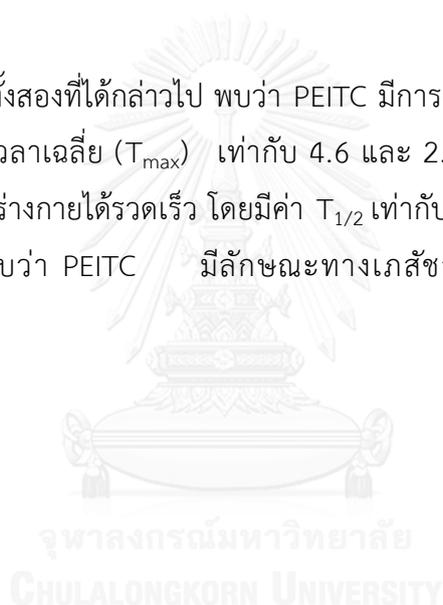 ทั้งสองที่ได้กล่าวไป พบว่า PEITC มีการ
วลาเฉลี่ย (Tmax) เท่ากับ 4.6 และ 2.
ร่างกายได้รวดเร็ว โดยมีค่า T1/2 เท่ากับ
บว่า PEITC มีลักษณะทางเภสัช
จุฬาลงกรณ์มหาวิทยาลัย
CHULALONGKORN UNIVERSITY